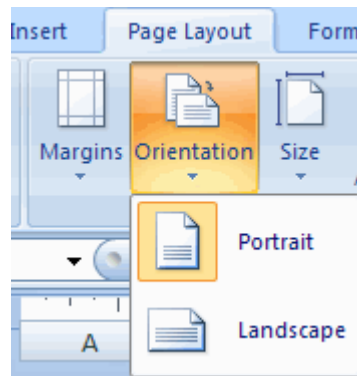 Insert Page Layout Form
Margins Orientation Size
Portrait
Landscape
A